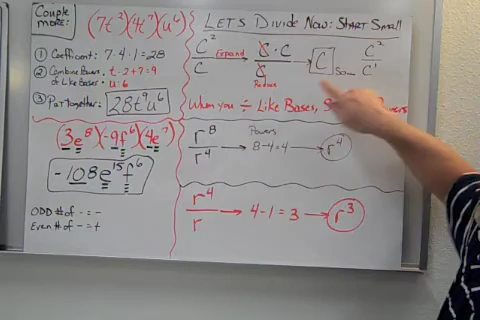 Couple more:
(7t²)(4t⁷)(u⁶)
① Coefficient: 7·4·1=28
② Combine Powers of Like Bases.
t·2+7=9
u:6
③ Put together: 28t⁹u⁶
(3e⁸)(-9f⁶)(4e⁷)
-108e¹⁵f⁶
ODD # of - = -
Even # of - = +
LET'S DIVIDE NOW: START SMALL
C²/C Expand → C·C/C Reduce → C Same C²/C¹
When you ÷ Like Bases,
r⁸/r⁴ → Powers 8-4=4 → r⁴
r⁴/r → 4-1=3 → r³